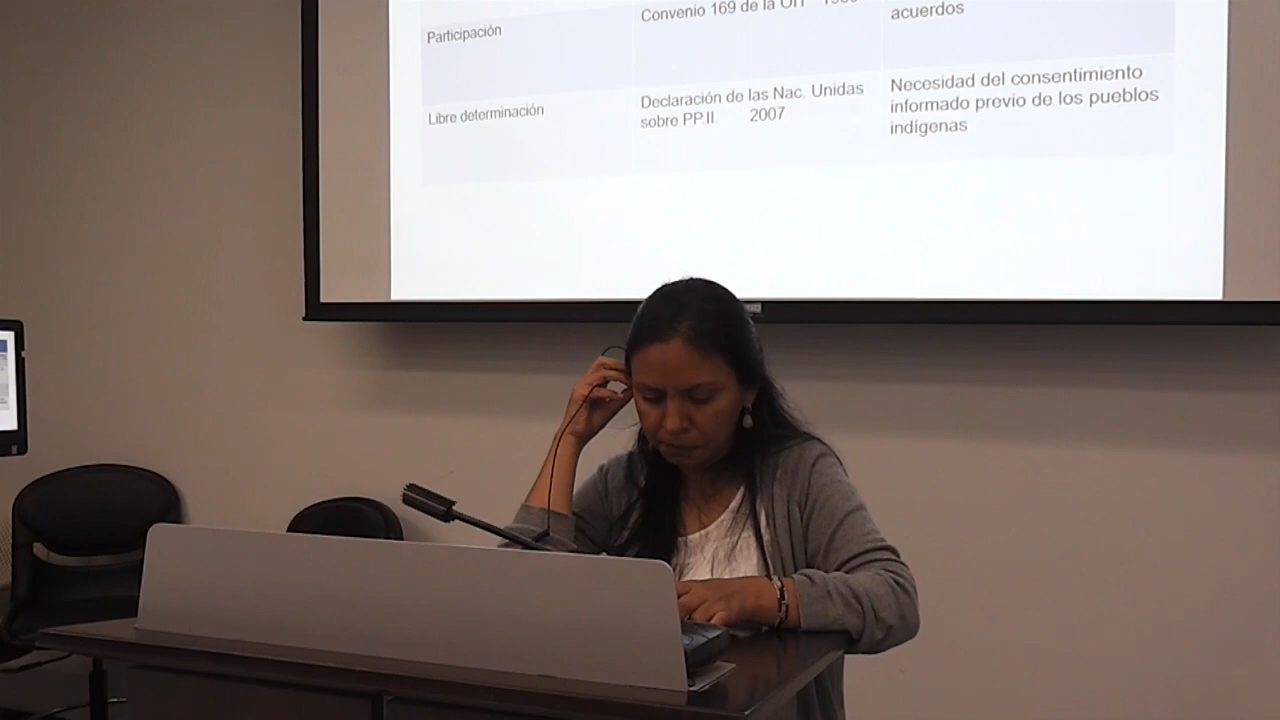 Participación
Convenio 169 de la OIT
acuerdos
Libre determinación
Declaración de las Nac. Unidas
sobre PP.II. 2007
Necesidad del consentimiento
informado previo de los pueblos
indígenas